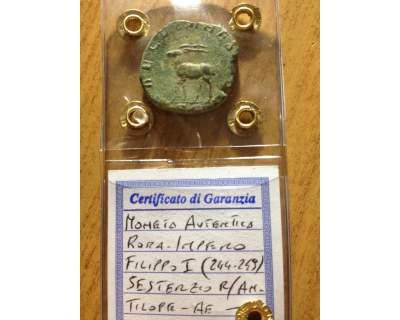 Certificato di Garanzia
MONETA AUTENTICA
ROMA-IMPERO
FILIPPO I (244-249)
SESTERZIO R/AN-
TILOPE-AE